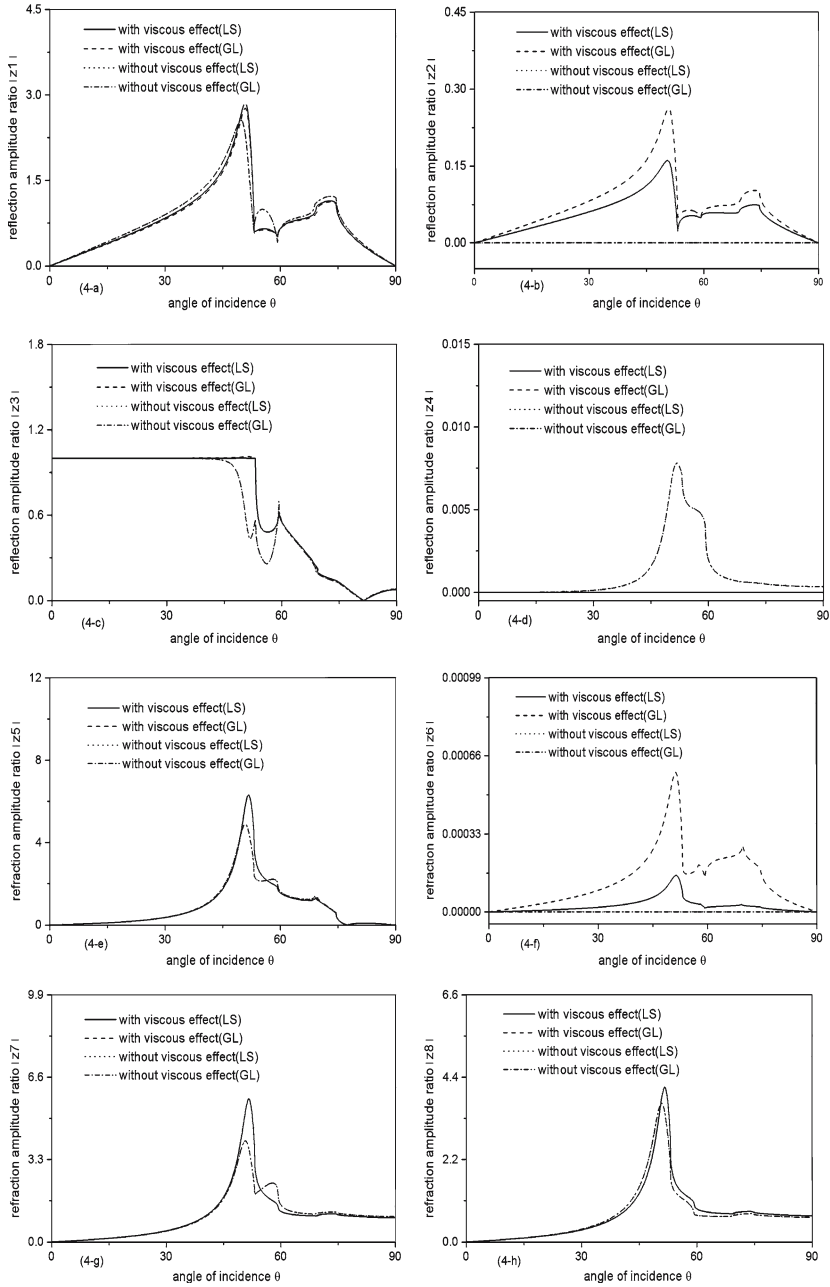 4.5
3.0
1.5
0.0
reflection amplitude ratio | z1 |
with viscous effect(LS)
with viscous effect(GL)
without viscous effect(LS)
without viscous effect(GL)
0 30 60 90
(4-a)
angle of incidence θ
0.45
0.30
0.15
0.00
reflection amplitude ratio | z2 |
with viscous effect(LS)
with viscous effect(GL)
without viscous effect(LS)
without viscous effect(GL)
0 30 60 90
(4-b)
angle of incidence θ
1.8
1.2
0.6
0.0
reflection amplitude ratio | z3 |
with viscous effect(LS)
with viscous effect(GL)
without viscous effect(LS)
without viscous effect(GL)
0 30 60 90
(4-c)
angle of incidence θ
0.015
0.010
0.005
0.000
reflection amplitude ratio | z4 |
with viscous effect(LS)
with viscous effect(GL)
without viscous effect(LS)
without viscous effect(GL)
0 30 60 90
(4-d)
angle of incidence θ
12
8
4
0
refraction amplitude ratio | z5 |
with viscous effect(LS)
with viscous effect(GL)
without viscous effect(LS)
without viscous effect(GL)
0 30 60 90
(4-e)
angle of incidence θ
0.00099
0.00066
0.00033
0.00000
refraction amplitude ratio | z6 |
with viscous effect(LS)
with viscous effect(GL)
without viscous effect(LS)
without viscous effect(GL)
0 30 60 90
(4-f)
angle of incidence θ
9.9
6.6
3.3
0.0
refraction amplitude ratio | z7 |
with viscous effect(LS)
with viscous effect(GL)
without viscous effect(LS)
without viscous effect(GL)
0 30 60 90
(4-g)
angle of incidence θ
6.6
4.4
2.2
0.0
refraction amplitude ratio | z8 |
with viscous effect(LS)
with viscous effect(GL)
without viscous effect(LS)
without viscous effect(GL)
0 30 60 90
(4-h)
angle of incidence θ